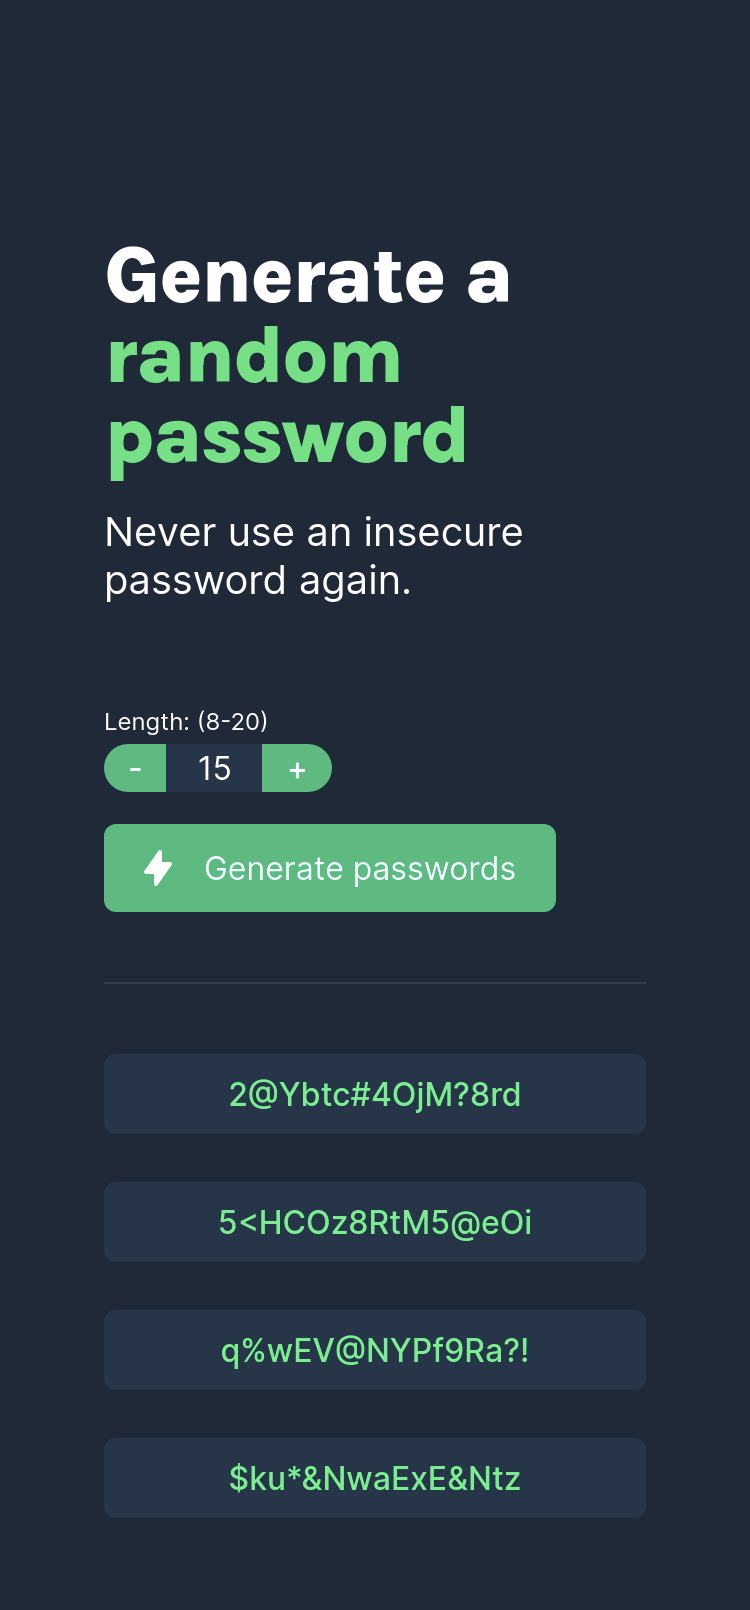 Generate a
random
password
Never use an insecure
password again.
Length: (8-20)
- 15 +
Generate passwords
2@Ybtc#4OjM?8rd
5<HCOz8RtM5@eOi
q%wEV@NYPf9Ra?!
$ku*&NwaExE&Ntz